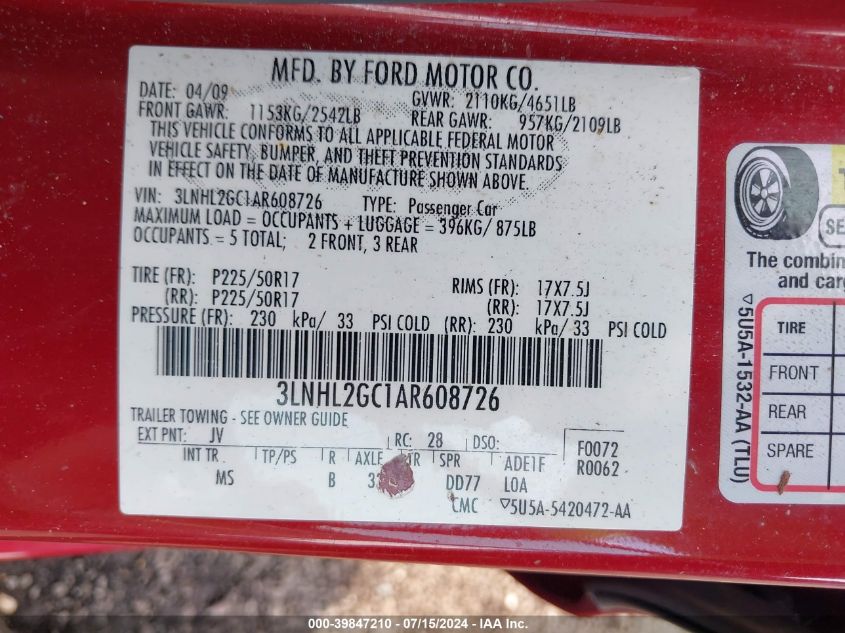 MFD. BY FORD MOTOR CO.
DATE: 04/09 GVWR: 2110KG/4651LB
FRONT GAWR: 1153KG/2542LB REAR GAWR: 957KG/2109LB
THIS VEHICLE CONFORMS TO ALL APPLICABLE FEDERAL MOTOR
VEHICLE SAFETY, BUMPER, AND THEFT PREVENTION STANDARDS
IN EFFECT ON THE DATE OF MANUFACTURE SHOWN ABOVE.
VIN: 3LNHL2GC1AR608726 TYPE: Passenger Car
MAXIMUM LOAD = OCCUPANTS + LUGGAGE = 396KG/ 875LB
OCCUPANTS = 5 TOTAL; 2 FRONT, 3 REAR
TIRE (FR): P225/50R17 RIMS (FR): 17X7.5J
(RR): P225/50R17 (RR): 17X7.5J
PRESSURE (FR): 230 kPa/ 33 PSI COLD (RR): 230 kPa/ 33 PSI COLD
3LNHL2GC1AR608726
TRAILER TOWING - SEE OWNER GUIDE
EXT PNT: JV RC: 28 DSO: F0072
INT TR TP/PS R AXLE TR SPR ADE1F R0062
MS B DD77 LOA
CMC 5U5A-5420472-AA
5U5A-1532-AA (TLU)
The
and
TIRE
FRONT
REAR
SPARE
000-39847210 - 07/15/2024 - IAAI, Inc.